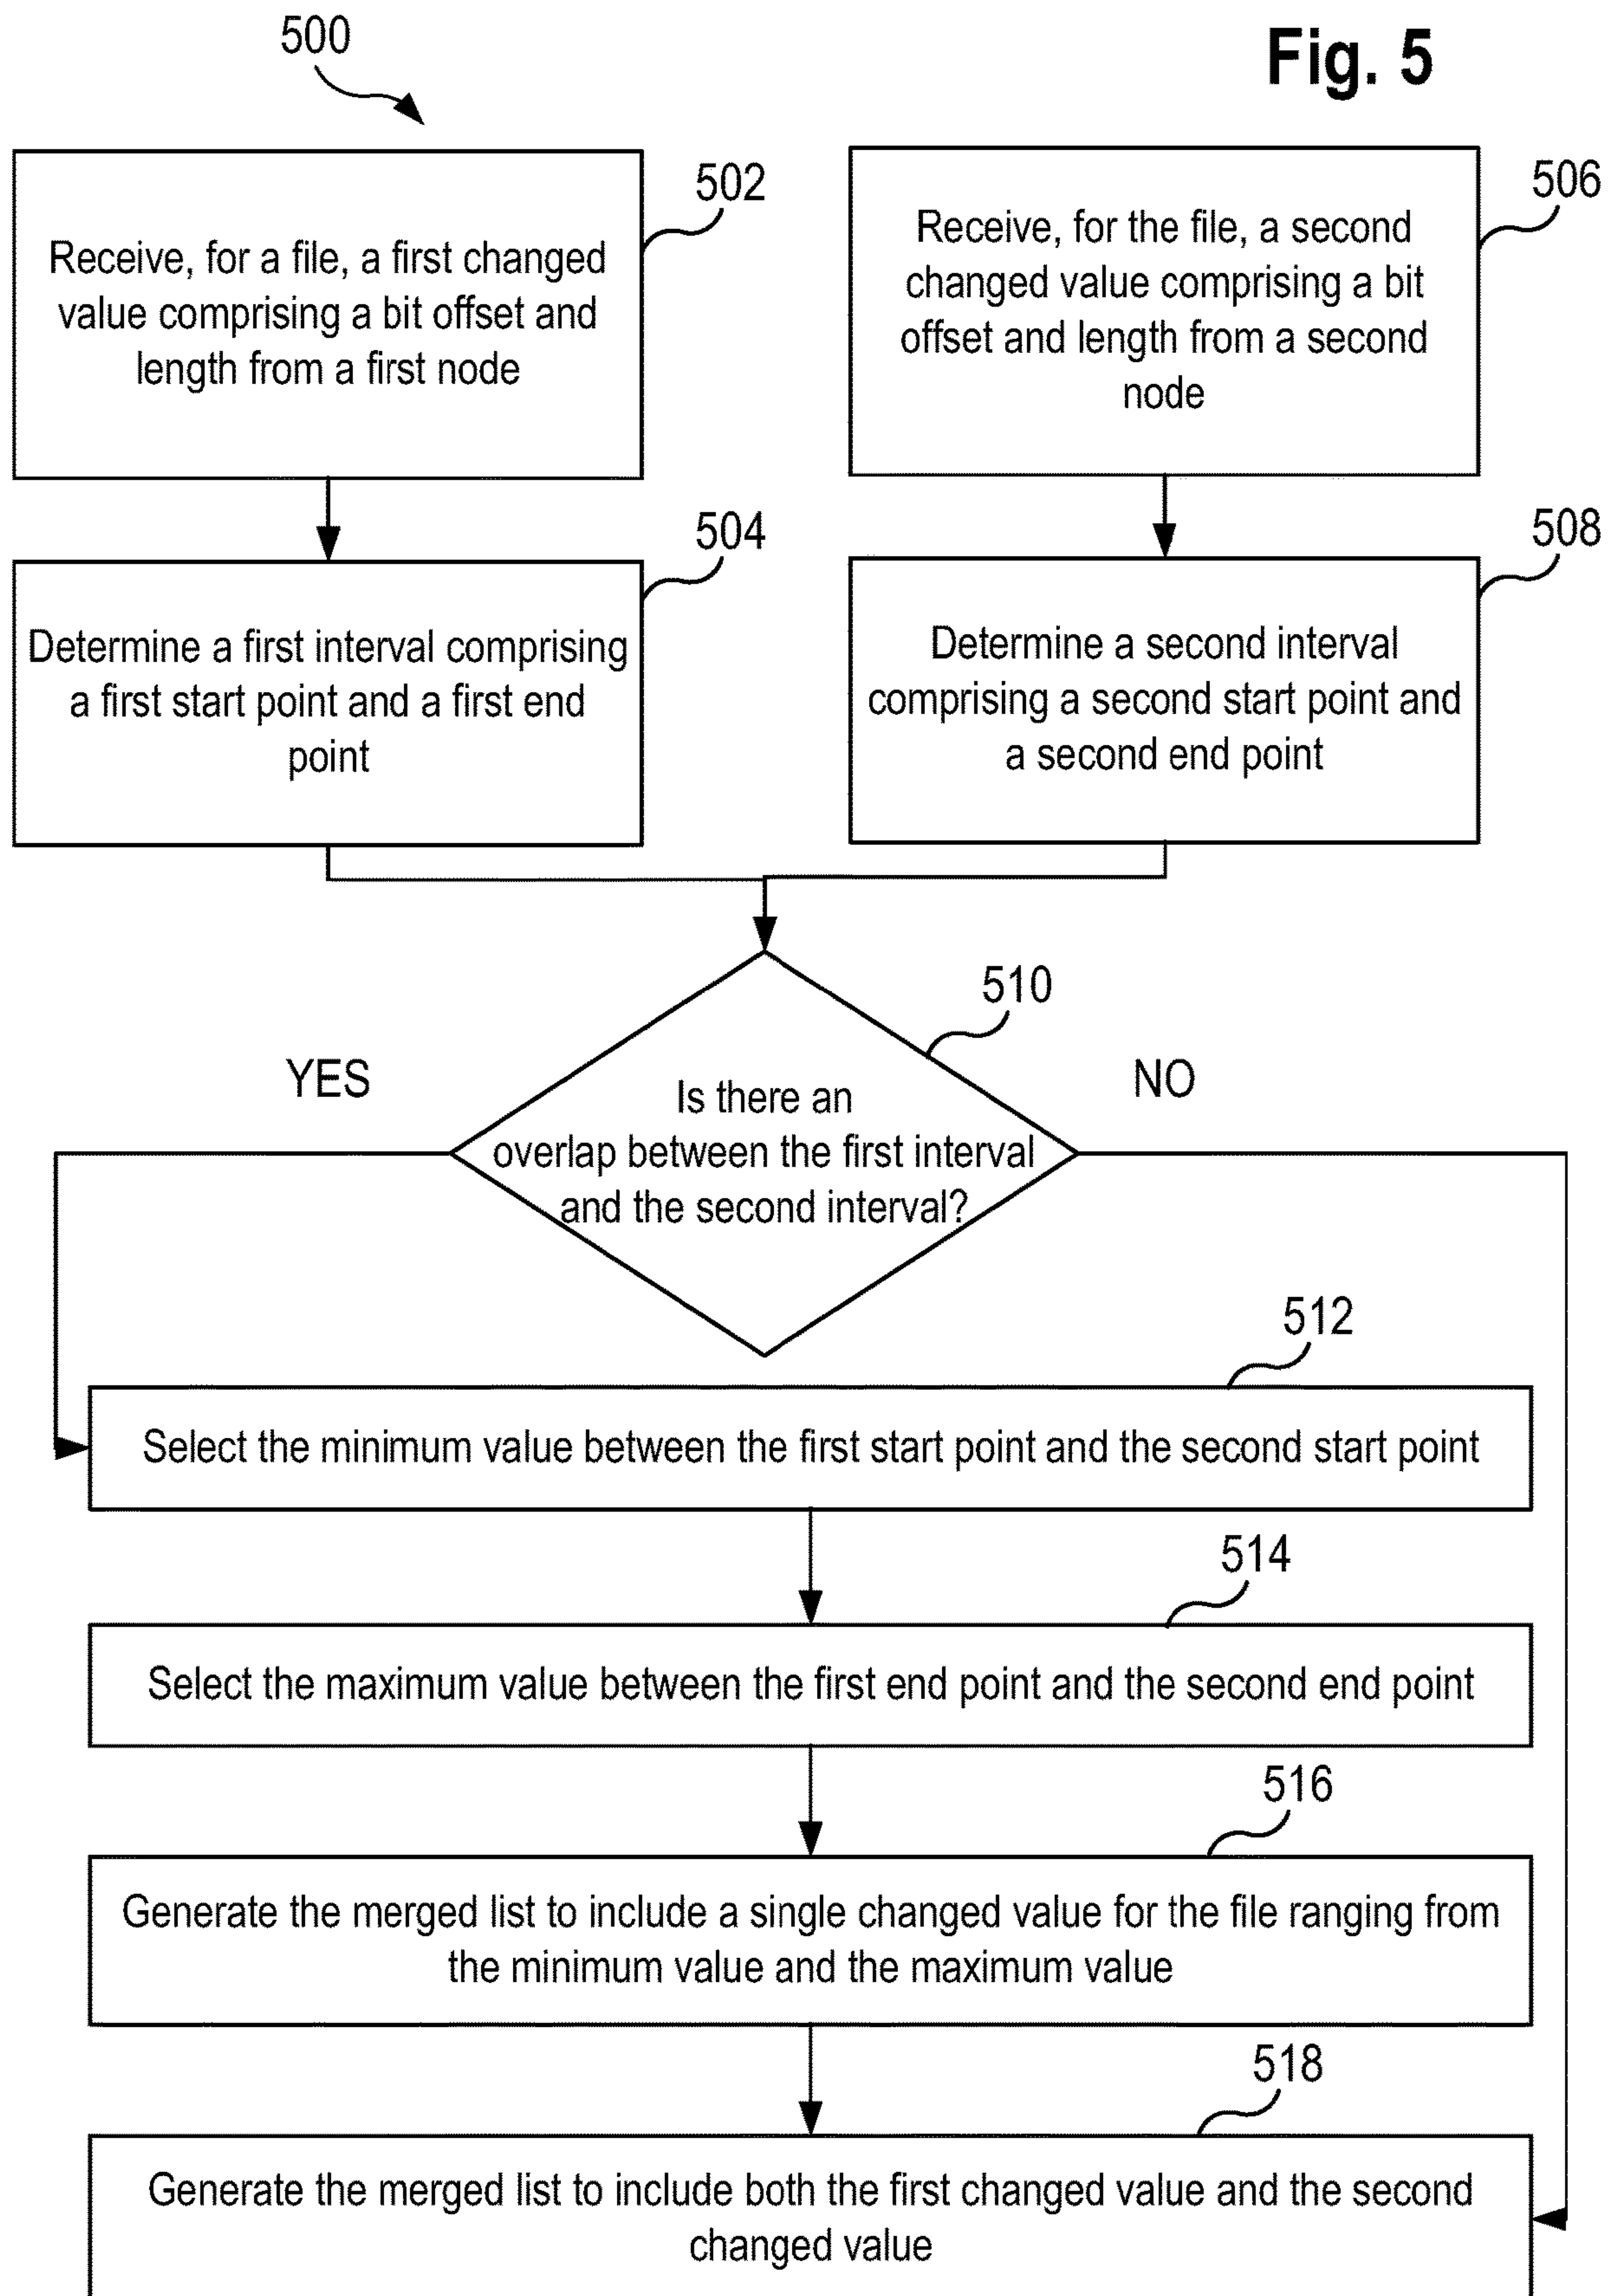 500
Fig. 5
502
Receive, for a file, a first changed
value comprising a bit offset and
length from a first node
506
Receive, for the file, a second
changed value comprising a bit
offset and length from a second
node
504
Determine a first interval comprising
a first start point and a first end
point
508
Determine a second interval
comprising a second start point and
a second end point
510
YES
NO
Is there an
overlap between the first interval
and the second interval?
512
Select the minimum value between the first start point and the second start point
514
Select the maximum value between the first end point and the second end point
516
Generate the merged list to include a single changed value for the file ranging from
the minimum value and the maximum value
518
Generate the merged list to include both the first changed value and the second
changed value